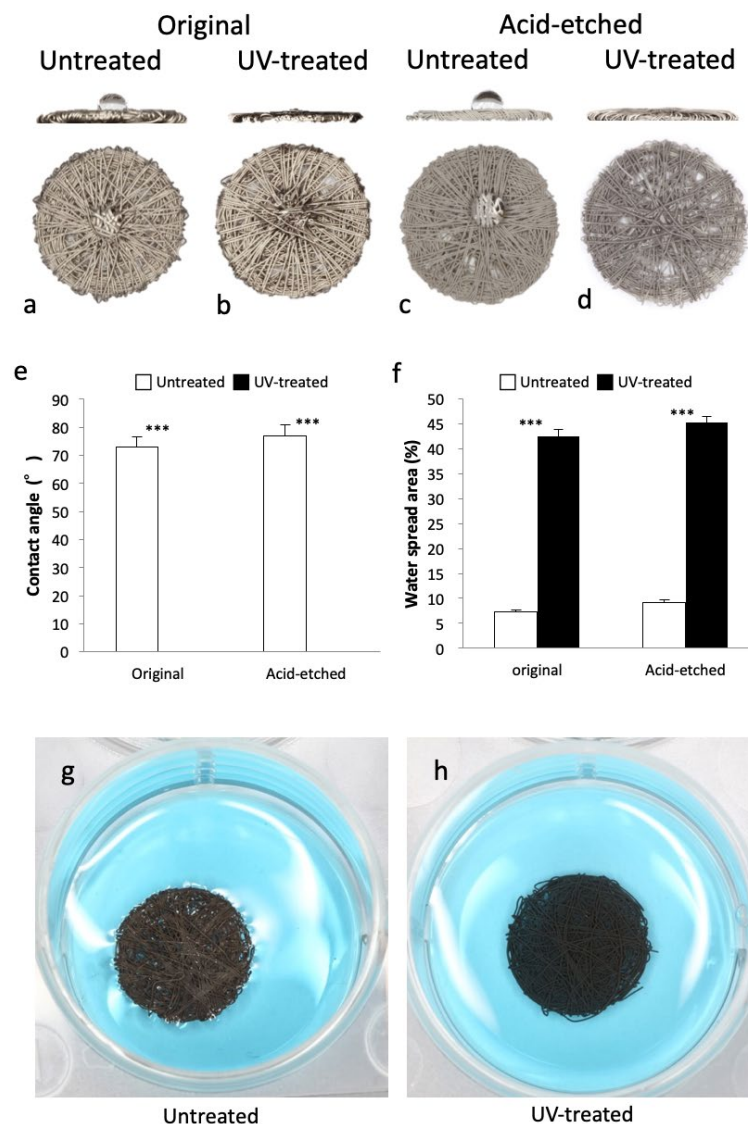 Original Acid-etched
Untreated UV-treated Untreated UV-treated
a b c d
e
Untreated UV-treated
Contact angle (° )
90
80
70
60
50
40
30
20
10
0
***
***
Original Acid-etched
f
Untreated UV-treated
Water spread area (%)
50
45
40
35
30
25
20
15
10
5
0
***
***
original Acid-etched
g h
Untreated UV-treated